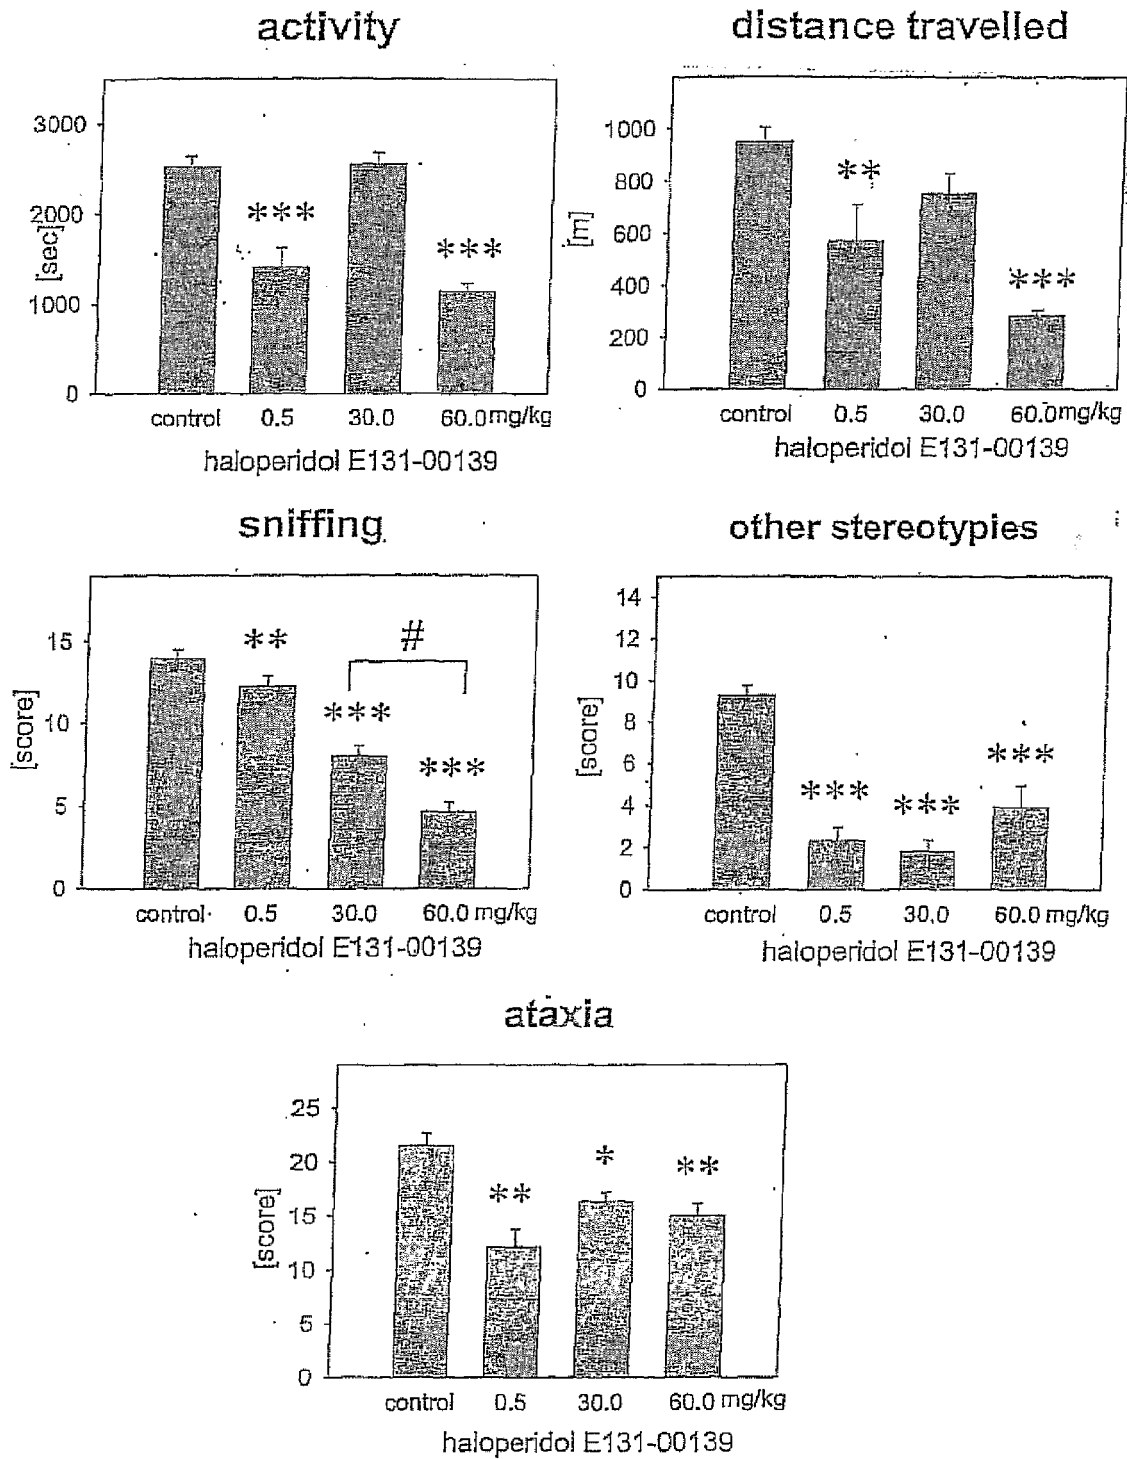 activity
3000
2000
1000
0
[sec]
***
***
control 0.5 30.0 60.0mg/kg
haloperidol E131-00139
distance travelled
1000
800
600
400
200
0
[m]
**
***
control 0.5 30.0 60.0mg/kg
haloperidol E131-00139
sniffing
15
10
5
0
[score]
**
#
***
***
control 0.5 30.0 60.0 mg/kg
haloperidol E131-00139
other stereotypies
14
12
10
8
6
4
2
0
[score]
***
***
***
control 0.5 30.0 60.0 mg/kg
haloperidol E131-00139
ataxia
25
20
15
10
5
0
[score]
**
*
**
control 0.5 30.0 60.0 mg/kg
haloperidol E131-00139